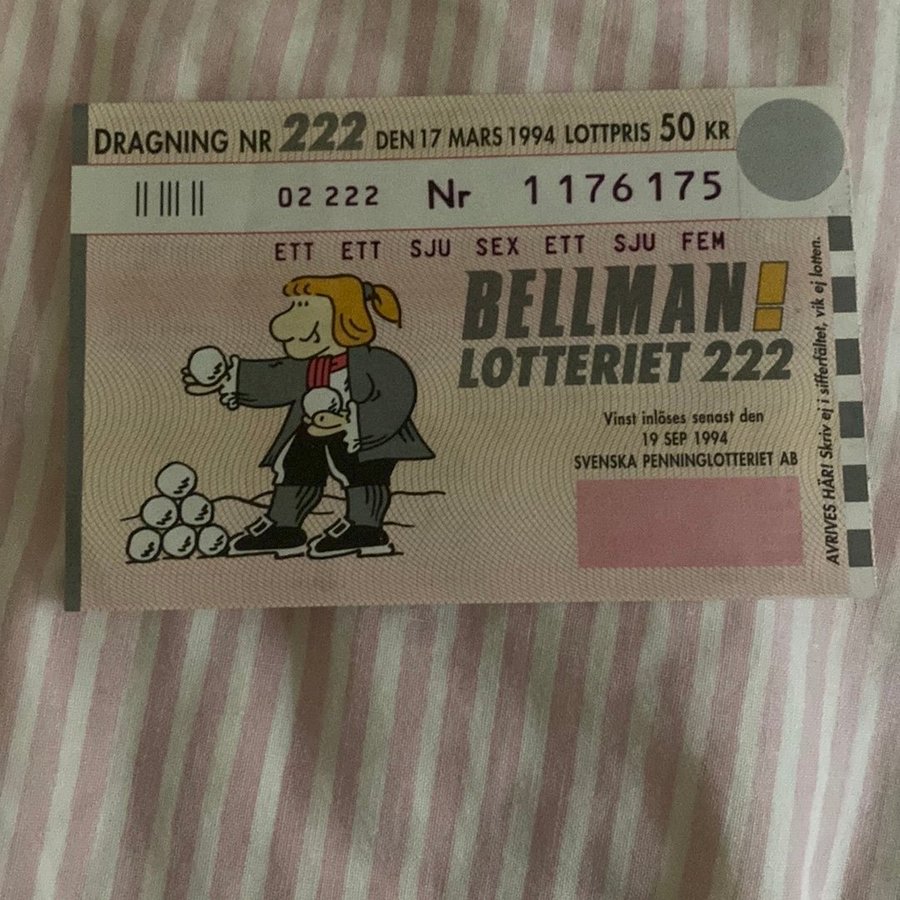 DRAGNING NR 222 DEN 17 MARS 1994 LOTTPRIS 50 KR
02 222 Nr 1 176 175
ETT ETT SJU SEX ETT SJU FEM
BELLMAN!
LOTTERIET 222
Vinst inlöses senast den
19 SEP 1994
SVENSKA PENNINGLOTTERIET AB
AVRIVES HÄR! Skriv ej i sifferfältet, vik ej lotten.